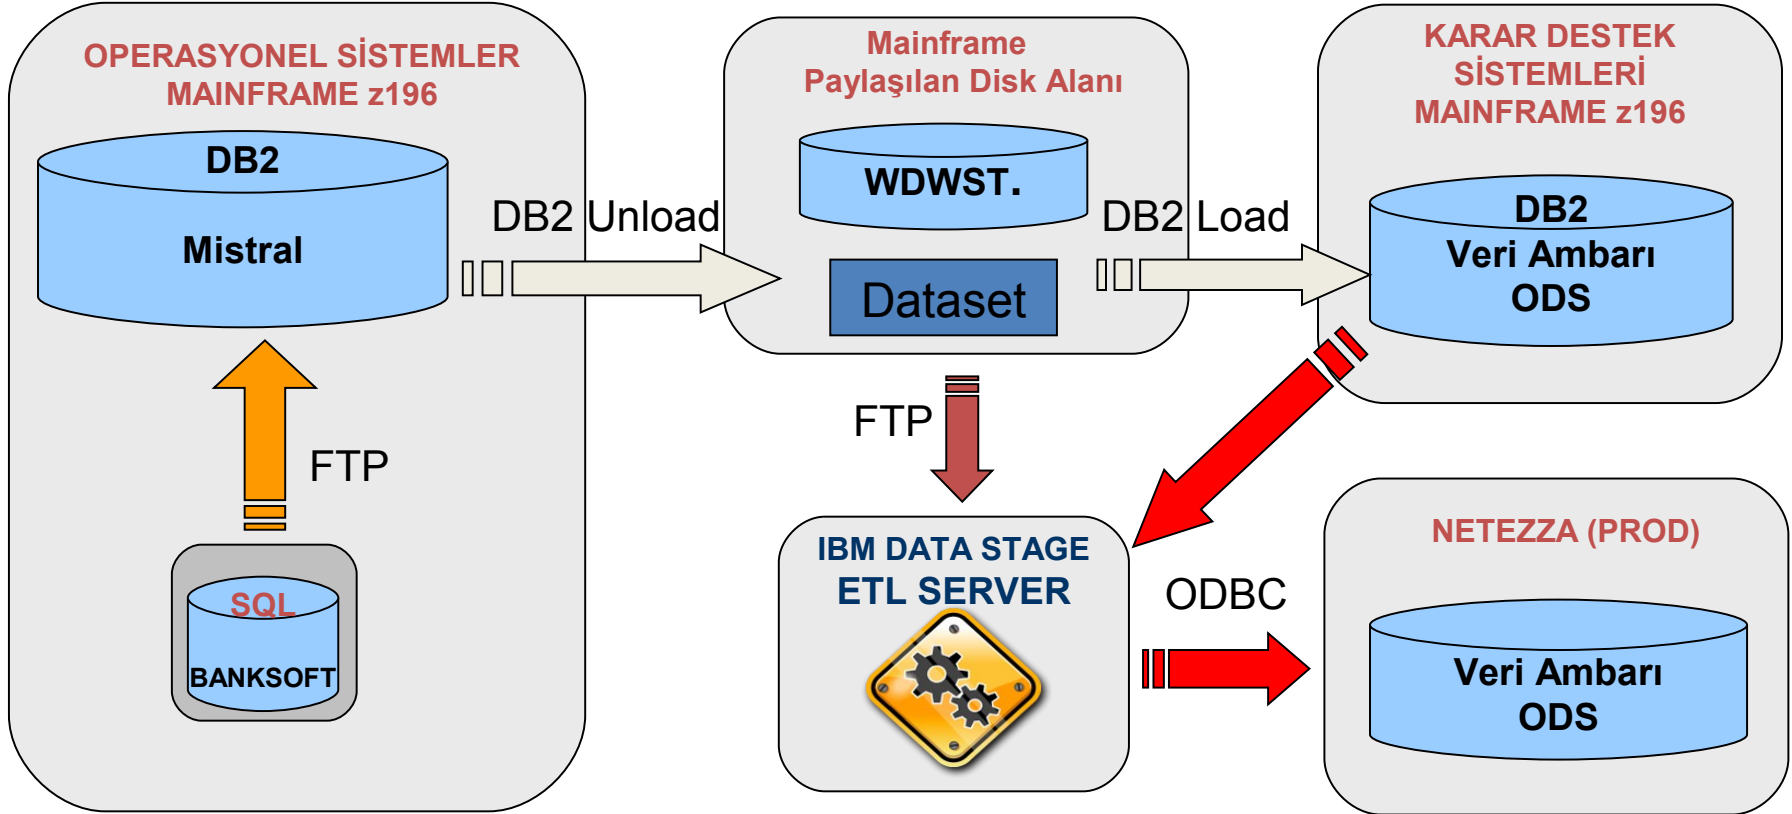 OPERASYONEL SİSTEMLER
MAINFRAME z196
DB2
Mistral
FTP
SQL
BANKSOFT
DB2 Unload
Mainframe
Paylaşılan Disk Alanı
WDWST.
Dataset
DB2 Load
KARAR DESTEK
SİSTEMLERİ
MAINFRAME z196
DB2
Veri Ambarı
ODS
FTP
IBM DATA STAGE
ETL SERVER
ODBC
NETEZZA (PROD)
Veri Ambarı
ODS